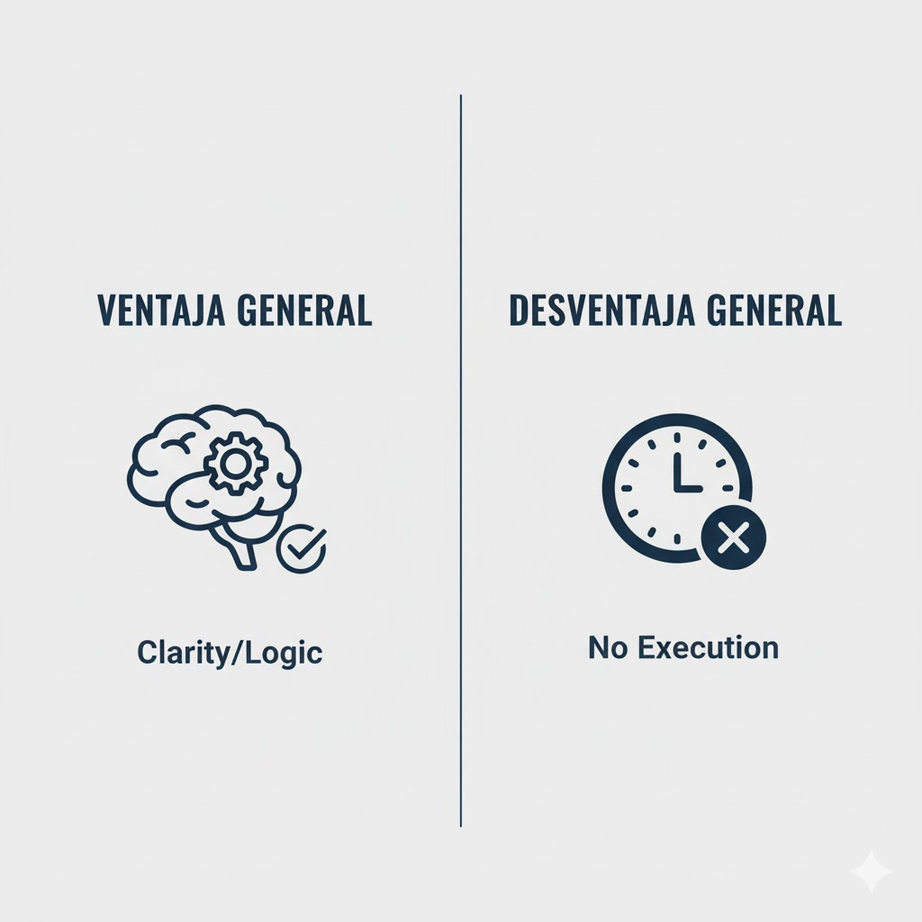 VENTAJA GENERAL
DESVENTAJA GENERAL
Clarity/Logic
No Execution